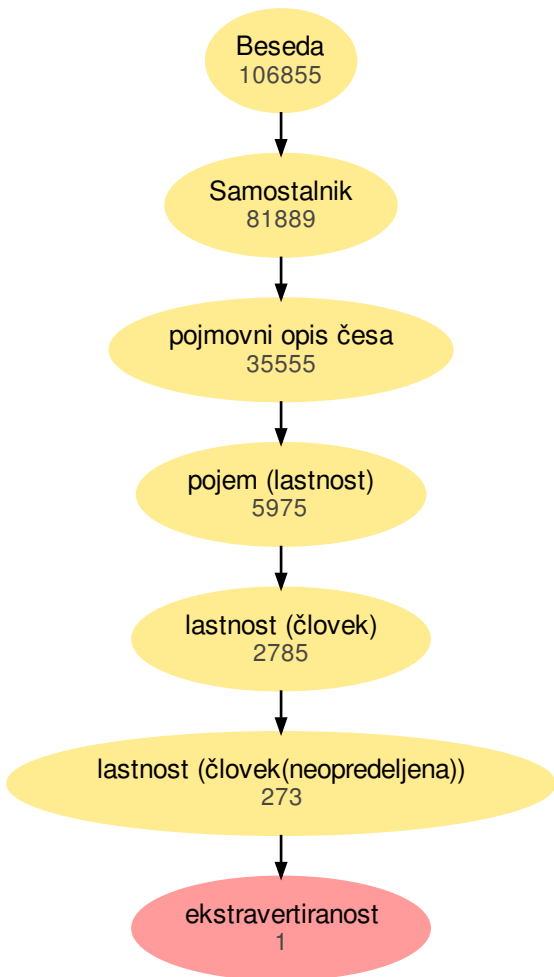 Beseda
106855
Samostalnik
81889
pojmovni opis česa
35555
pojem (lastnost)
5975
lastnost (človek)
2785
lastnost (človek(neopredeljena))
273
ekstravertiranost
1